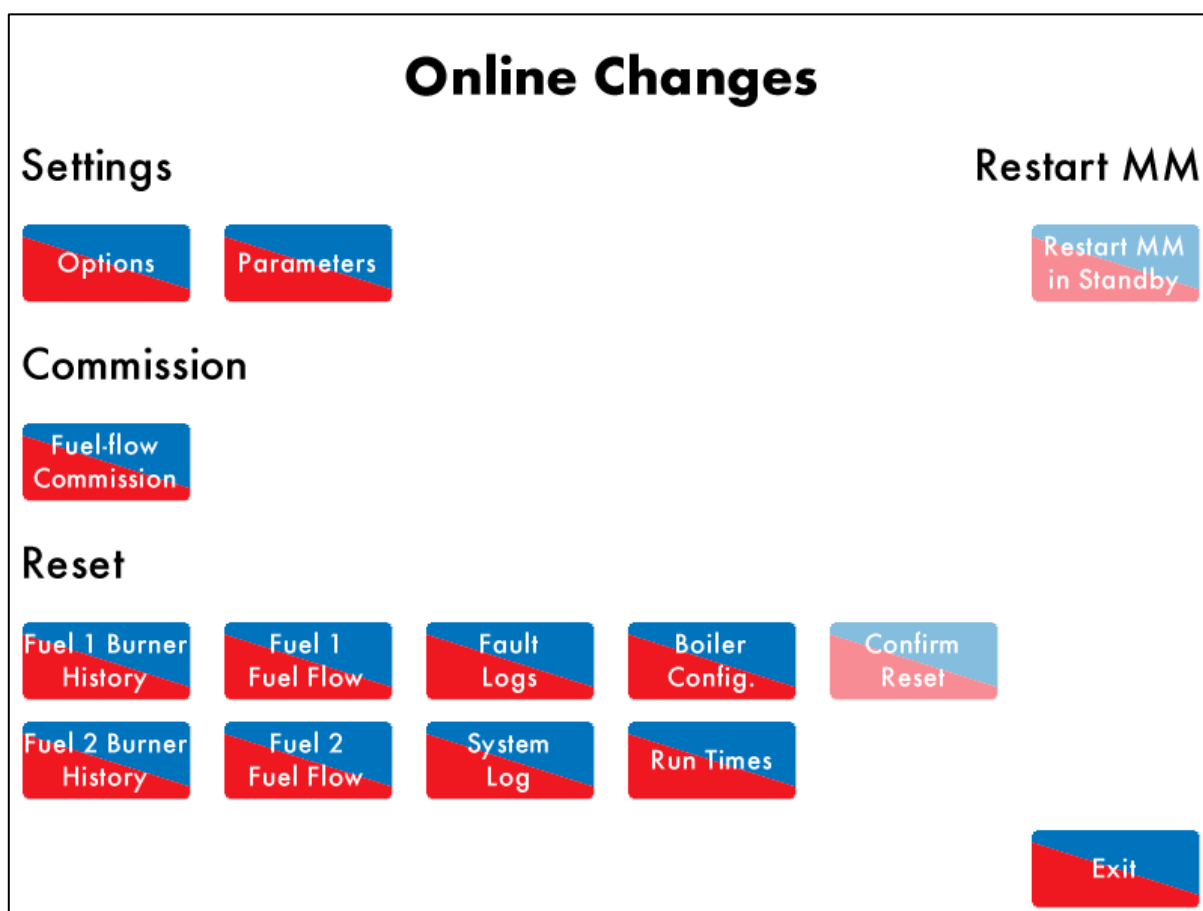 Online Changes
Settings
Restart MM
Options
Parameters
Restart MM
in Standby
Commission
Fuel-flow
Commission
Reset
Fuel 1 Burner
History
Fuel 1
Fuel Flow
Fault
Logs
Boiler
Config.
Confirm
Reset
Fuel 2 Burner
History
Fuel 2
Fuel Flow
System
Log
Run Times
Exit